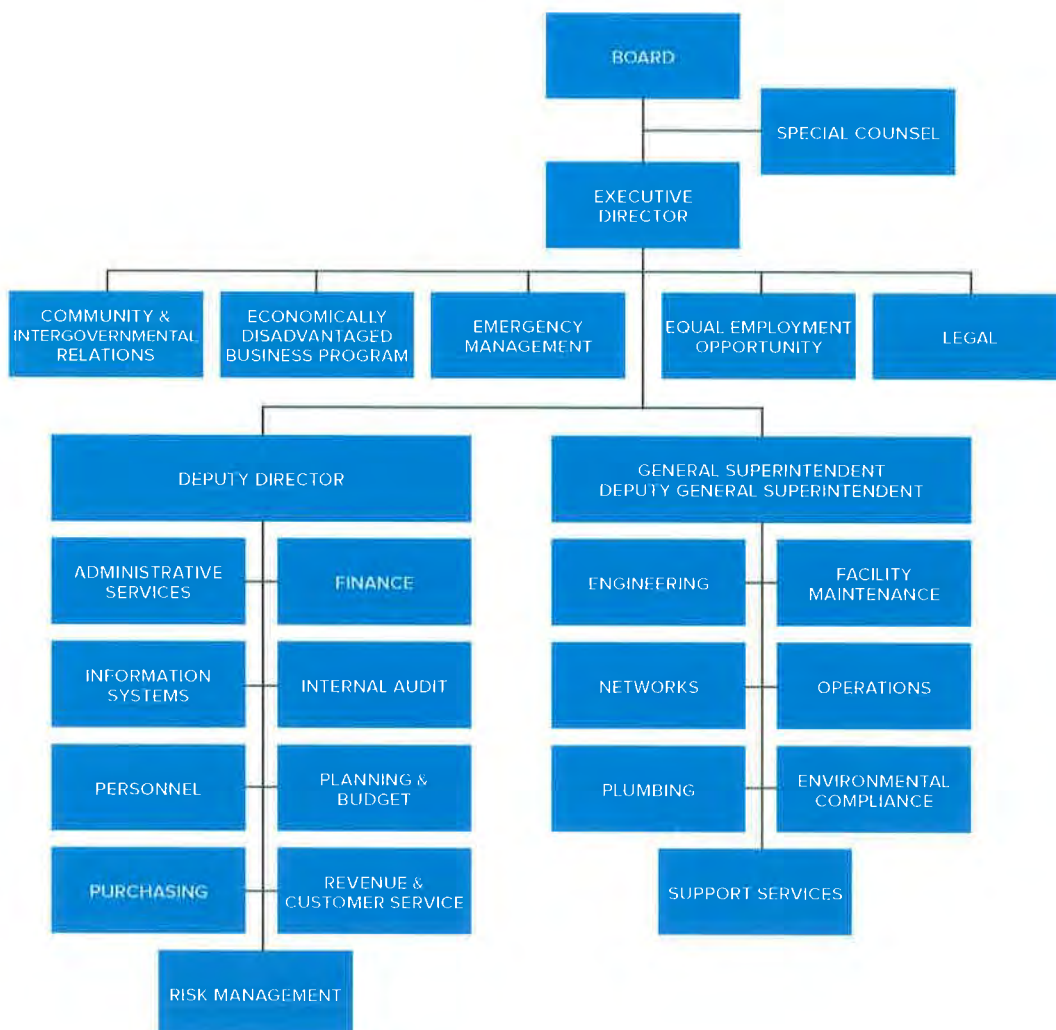 BOARD
SPECIAL COUNSEL
EXECUTIVE
DIRECTOR
COMMUNITY &
INTERGOVERNMENTAL
RELATIONS
ECONOMICALLY
DISADVANTAGED
BUSINESS PROGRAM
EMERGENCY
MANAGEMENT
EQUAL EMPLOYMENT
OPPORTUNITY
LEGAL
DEPUTY DIRECTOR
GENERAL SUPERINTENDENT
DEPUTY GENERAL SUPERINTENDENT
ADMINISTRATIVE
SERVICES
FINANCE
ENGINEERING
FACILITY
MAINTENANCE
INFORMATION
SYSTEMS
INTERNAL AUDIT
NETWORKS
OPERATIONS
PERSONNEL
PLANNING &
BUDGET
PLUMBING
ENVIRONMENTAL
COMPLIANCE
PURCHASING
REVENUE &
CUSTOMER SERVICE
SUPPORT SERVICES
RISK MANAGEMENT